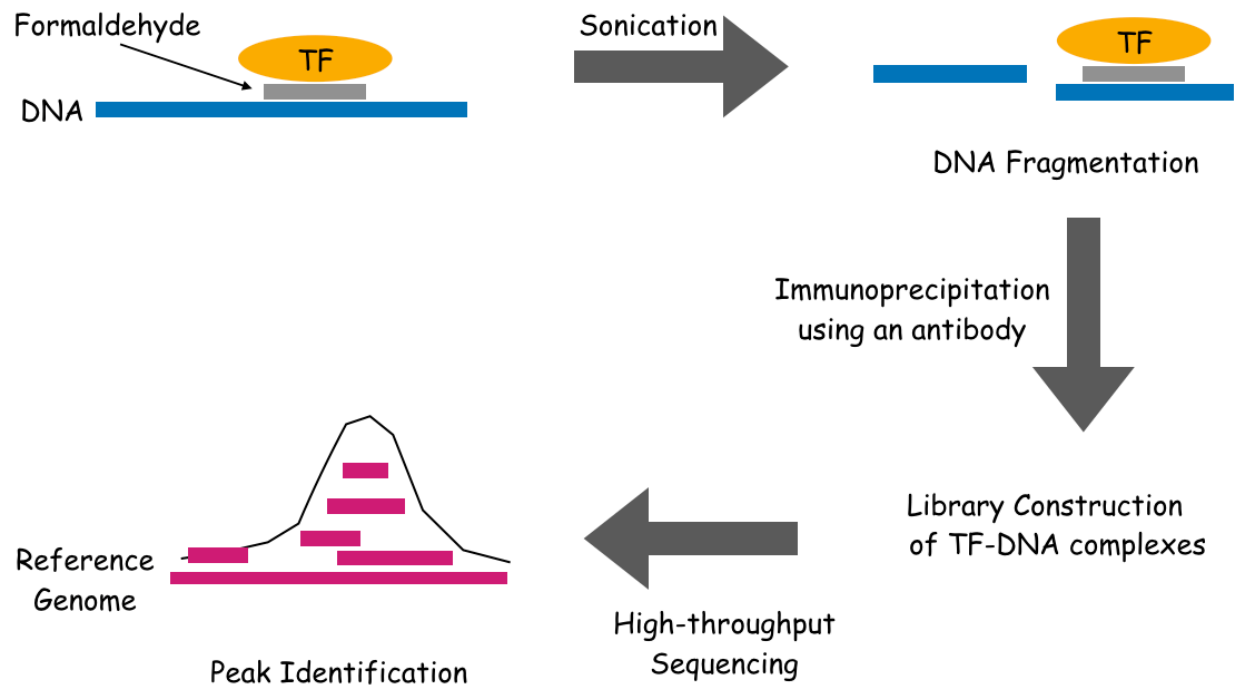 Formaldehyde
TF
DNA
Sonication
TF
DNA Fragmentation
Immunoprecipitation
using an antibody
Library Construction
of TF-DNA complexes
High-throughput
Sequencing
Reference
Genome
Peak Identification